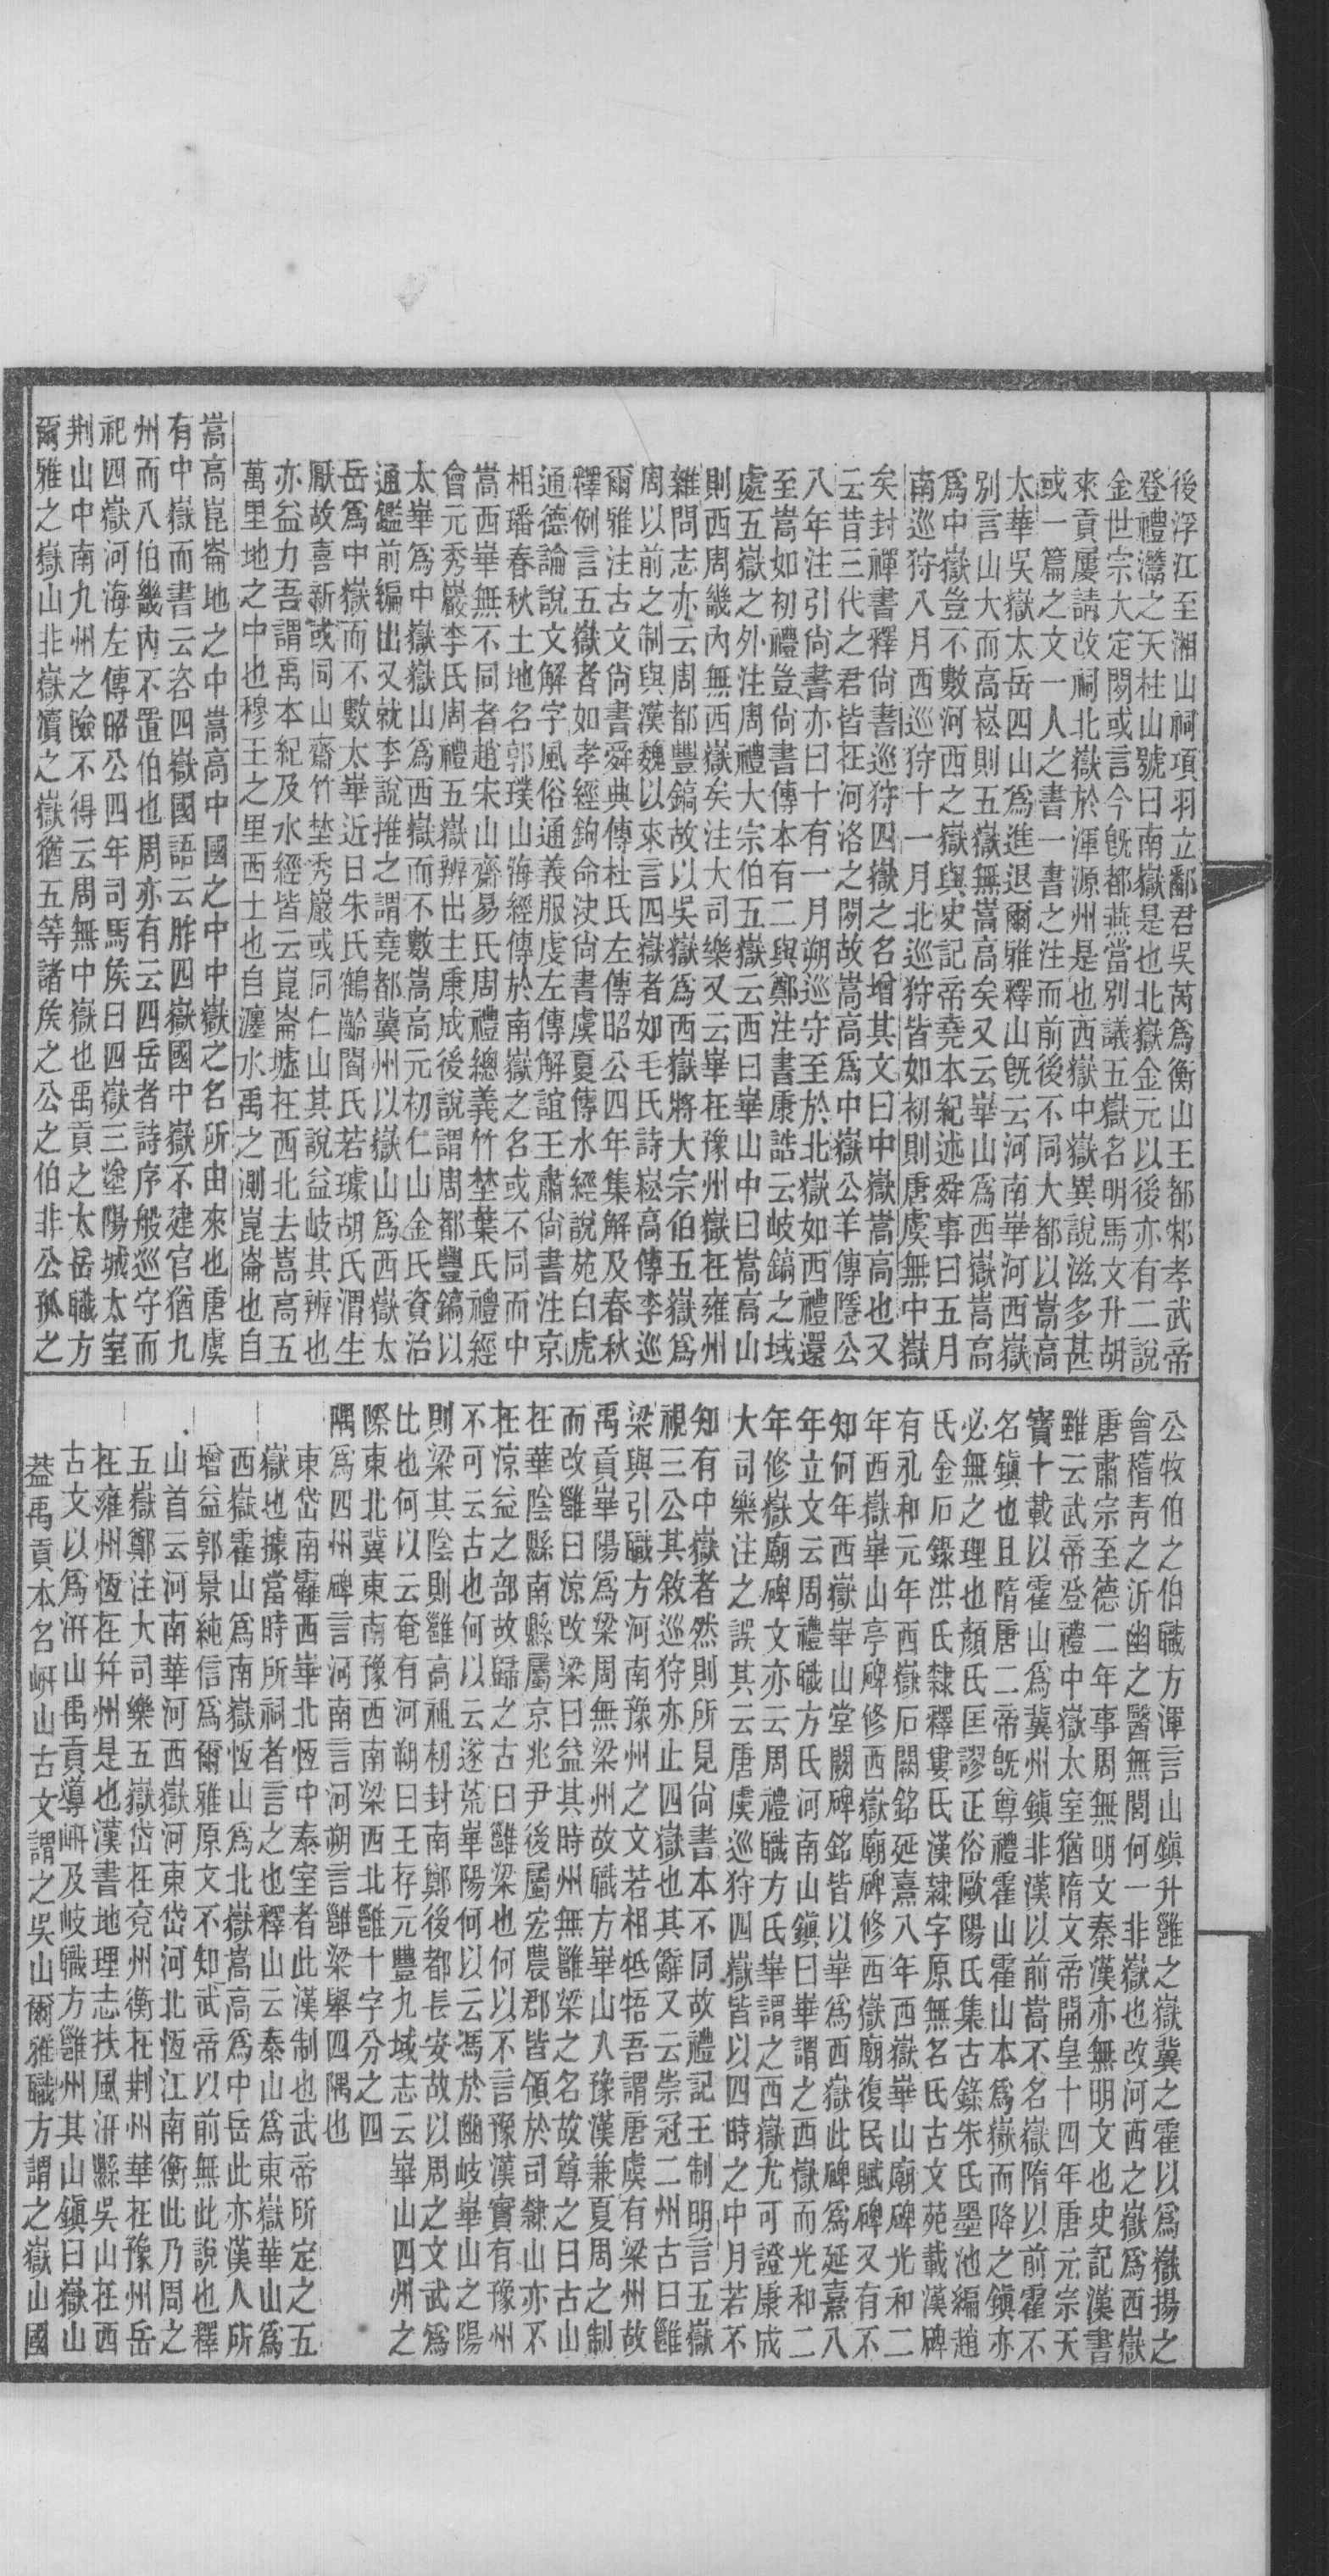 後浮江至湘山祠項羽立鄱君吳芮為衡山王都邾孝武帝
登禮灊之天柱山號曰南嶽是也北嶽金元以後亦有二說
金世宗大定間或言今旣都燕當別議五嶽名明馬文升胡
來貢屢請改祠北嶽於渾源州是也西嶽中嶽異說滋多甚
或一篇之文一人之書一書之注而前後不同大都以嵩高
太華吳嶽太岳四山為進退爾雅釋山旣云河南華河西嶽
別言山大而高崧則五嶽無嵩高矣又云崋山為西嶽嵩高
為中嶽豈不數河西之嶽與史記帝堯本紀述舜事曰五月
南巡狩八月西巡狩十一月北巡狩皆如初則唐虞無中嶽
矣封禪書釋尙書巡狩四嶽之名增其文曰中嶽嵩高也又
云昔三代之君皆在河洛之閒故嵩高為中嶽公羊傳隱公
八年注引尙書亦曰十有一月朔巡守至於北嶽如西禮還
至嵩如初禮豈尙書傳本有二與鄭注書康誥云岐鎬之域
處五嶽之外注周禮大宗伯五嶽云西曰崋山中曰嵩高山
則西周畿內無西嶽矣注大司樂又云崋在豫州嶽在雍州
雜問志亦云周都豐鎬故以吳嶽為西嶽將大宗伯五嶽為
周以前之制與漢魏以來言四嶽者如毛氏詩崧高傳李巡
爾雅注古文尙書舜典傳杜氏左傳昭公四年集解及春秋
釋例言五嶽者如孝經鉤命決尙書虞夏傳水經說苑白虎
通德論說文解字風俗通義服虔左傳解誼王肅尙書注京
相璠春秋土地名郭璞山海經傳於南嶽之名或不同而中
嵩西崋無不同者趙宋山齋易氏周禮總義竹埜葉氏禮經
會元秀巖李氏周禮五嶽辨出主康成後說謂周都豐鎬以
太崋為中嶽嶽山為西嶽而不數嵩高元初仁山金氏資治
通鑑前編出又就李說推之謂堯都冀州以嶽山為西嶽太
岳為中嶽而不數太崋近日朱氏鶴齡閻氏若璩胡氏渭生
厭故喜新或同山齋竹埜秀巖或同仁山其說益岐其辨也
亦益力吾謂禹本紀及水經皆云崑崙墟在西北去嵩高五
萬里地之中也穆王之里西土也自瀍水禹之測崑崙也自
嵩高崑崙地之中嵩高中國之中中嶽之名所由來也唐虞
有中嶽而書云咨四嶽國語云胙四嶽國中嶽不建官猶九
州而八伯畿內不置伯也周亦有云四岳者詩序般巡守而
祀四嶽河海左傳昭公四年司馬矦曰四嶽三塗陽城太室
荆山中南九州之險不得云周無中嶽也禹貢之太岳職方
爾雅之嶽山非嶽瀆之嶽猶五等諸矦之公之伯非公孤之
公牧伯之伯職方渾言山鎮升雝之嶽冀之霍以為嶽揚之
會稽青之沂幽之醫無閭何一非嶽也改河西之嶽為西嶽
唐肅宗至德二年事周無明文秦漢亦無明文也史記漢書
雖云武帝登禮中嶽太室猶隋文帝開皇十四年唐元宗天
寶十載以霍山為冀州鎮非漢以前嵩不名嶽隋以前霍不
名鎮也且隋唐二帝旣尊禮霍山霍山本為嶽而降之鎮亦
必無之理也顏氏匡謬正俗歐陽氏集古錄朱氏墨池編趙
氏金石錄洪氏隸釋婁氏漢隸字原無名氏古文苑載漢碑
有永和元年西嶽石闕銘延熹八年西嶽崋山廟碑光和二
年西嶽崋山亭碑修西嶽廟碑修西嶽廟復民賦碑又有不
知何年西嶽崋山堂闕碑銘皆以崋為西嶽此碑為延熹八
年立文云周禮職方氏河南山鎮曰崋謂之西嶽而光和二
年修嶽廟碑文亦云周禮職方氏華謂之西嶽尤可證康成
大司樂注之誤其云唐虞巡狩四嶽皆以四時之中月若不
知有中嶽者然則所見尙書本不同故禮記王制明言五嶽
視三公其敘巡狩亦止四嶽也其辭又云崇冠二州古曰雝
梁與引職方河南豫州之文若相牴牾吾謂唐虞有梁州故
禹貢崋陽為梁周無梁州故職方崋山入豫漢兼夏周之制
而改雝曰涼改梁曰益其時州無雝梁之名故尊之曰古山
在華陰縣南縣屬京兆尹後屬宏農郡皆領於司隸山亦不
在涼益之部故歸之古曰雝梁也何以不言豫漢實有豫州
不可云古也何以云遂荒崋陽何以云馮於豳岐崋山之陽
則梁其陰則雝高祖初封南鄭後都長安故以周之文武為
比也何以云奄有河朔曰王存元豐九域志云崋山四州之
際東北冀東南豫西南梁西北雝十字分之四
隅為四州碑言河南言河朔言雝梁舉四隅也
東岱南霍西崋北恆中泰室者此漢制也武帝所定之五
嶽也據當時所祠者言之也釋山云泰山為東嶽華山為
西嶽霍山為南嶽恆山為北嶽嵩高為中岳此亦漢人所
增益郭景純信為爾雅原文不知武帝以前無此說也釋
山首云河南華河西嶽河東岱河北恆江南衡此乃周之
五嶽鄭注大司樂五嶽岱在兗州衡在荆州華在豫州岳
在雍州恆在幷州是也漢書地理志扶風汧縣吳山在西
古文以為汧山禹貢導岍及岐職方雝州其山鎮曰嶽山
葢禹貢本名岍山古文謂之吳山爾雅職方謂之嶽山國